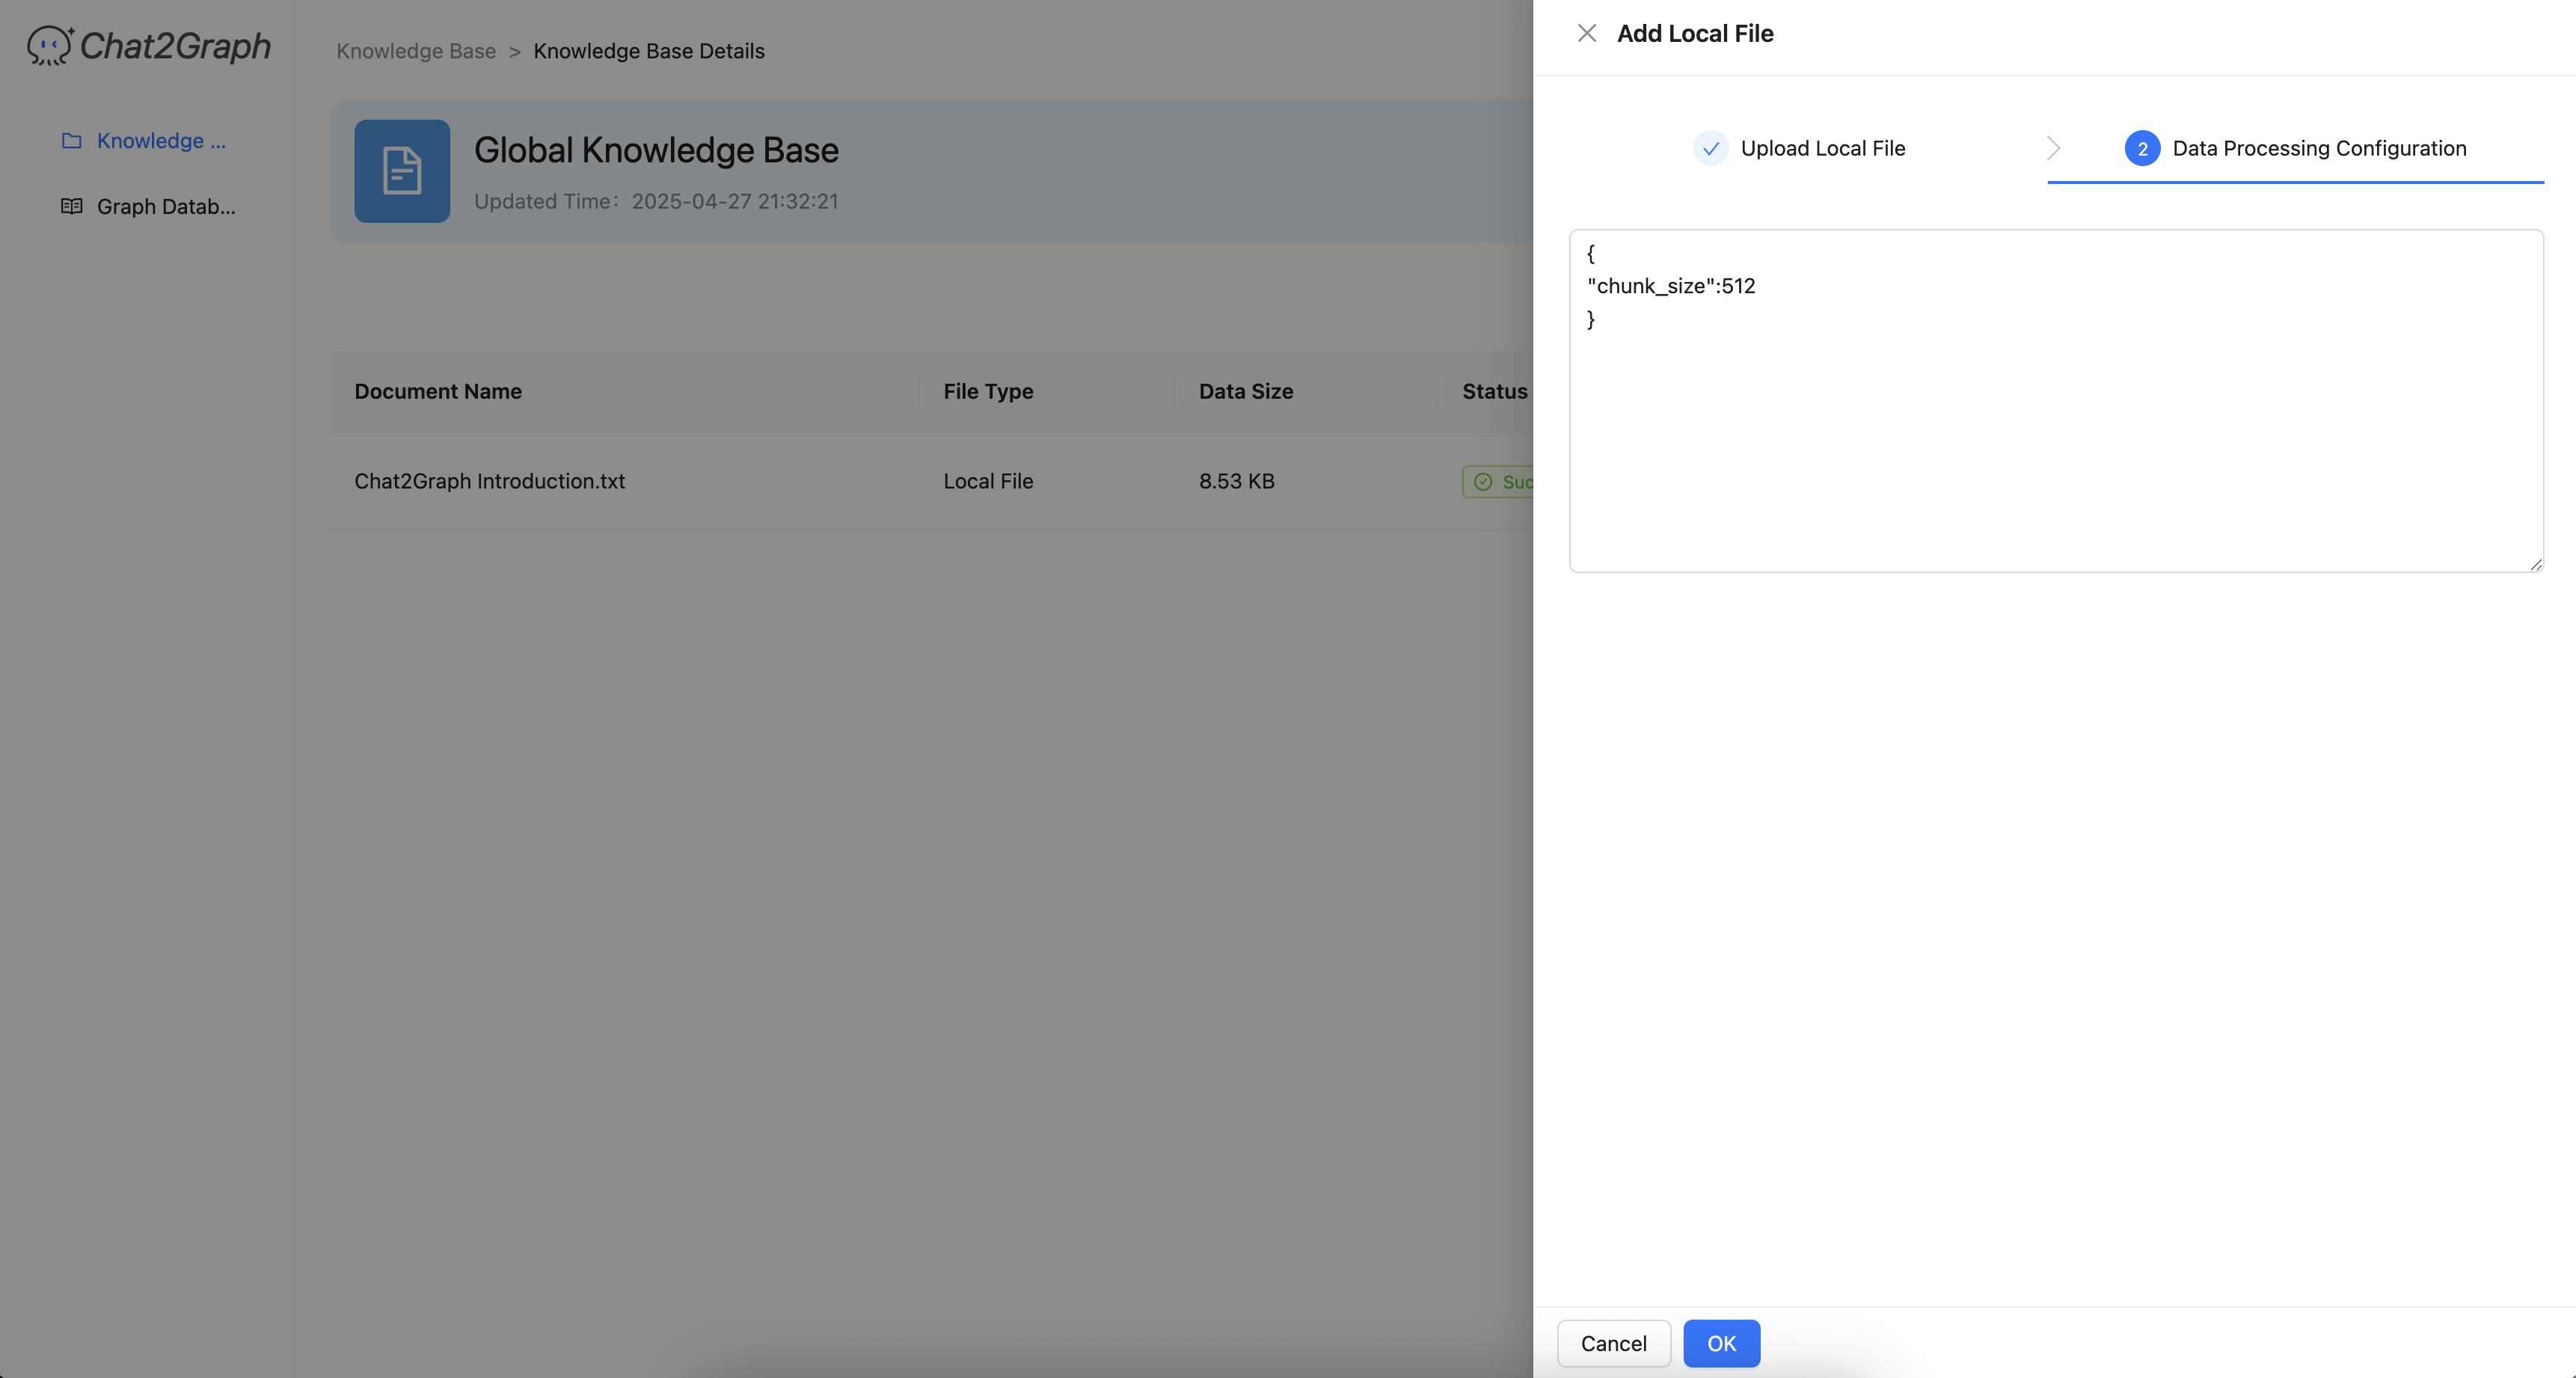 Chat2Graph
Knowledge ...
Graph Datab...
Knowledge Base > Knowledge Base Details
Global Knowledge Base
Updated Time: 2025-04-27 21:32:21
Document Name File Type Data Size Status
Chat2Graph Introduction.txt Local File 8.53 KB Suc
Add Local File
Upload Local File
2 Data Processing Configuration
{
"chunk_size":512
}
Cancel OK